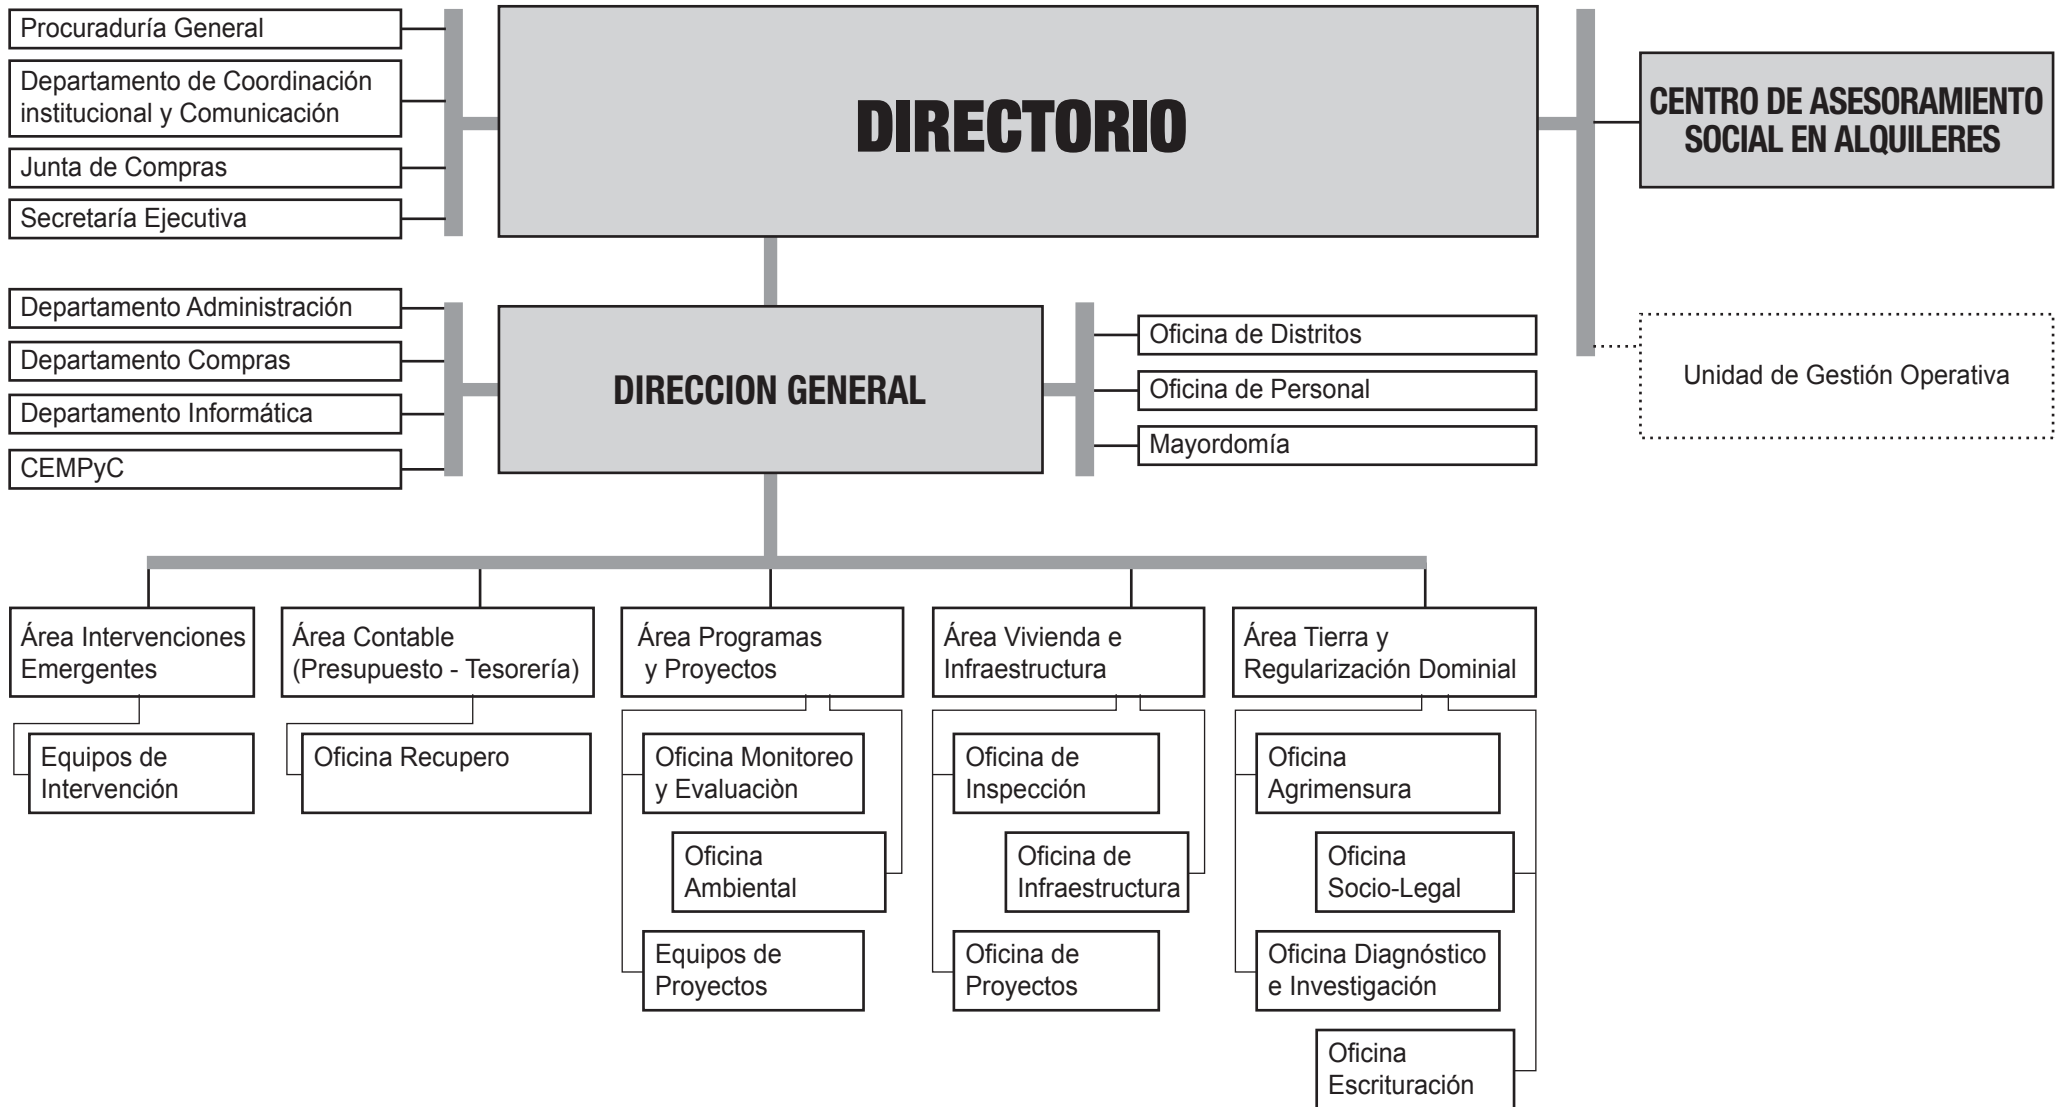 Procuraduría General
Departamento de Coordinación
institucional y Comunicación
Junta de Compras
Secretaría Ejecutiva
DIRECTORIO
CENTRO DE ASESORAMIENTO
SOCIAL EN ALQUILERES
Departamento Administración
Departamento Compras
Departamento Informática
CEMPyC
DIRECCION GENERAL
Oficina de Distritos
Oficina de Personal
Mayordomía
Unidad de Gestión Operativa
Área Intervenciones
Emergentes
Equipos de
Intervención
Área Contable
(Presupuesto - Tesorería)
Oficina Recupero
Área Programas
y Proyectos
Oficina Monitoreo
y Evaluaciòn
Oficina
Ambiental
Equipos de
Proyectos
Área Vivienda e
Infraestructura
Oficina de
Inspección
Oficina de
Infraestructura
Oficina de
Proyectos
Área Tierra y
Regularización Dominial
Oficina
Agrimensura
Oficina
Socio-Legal
Oficina Diagnóstico
e Investigación
Oficina
Escrituración